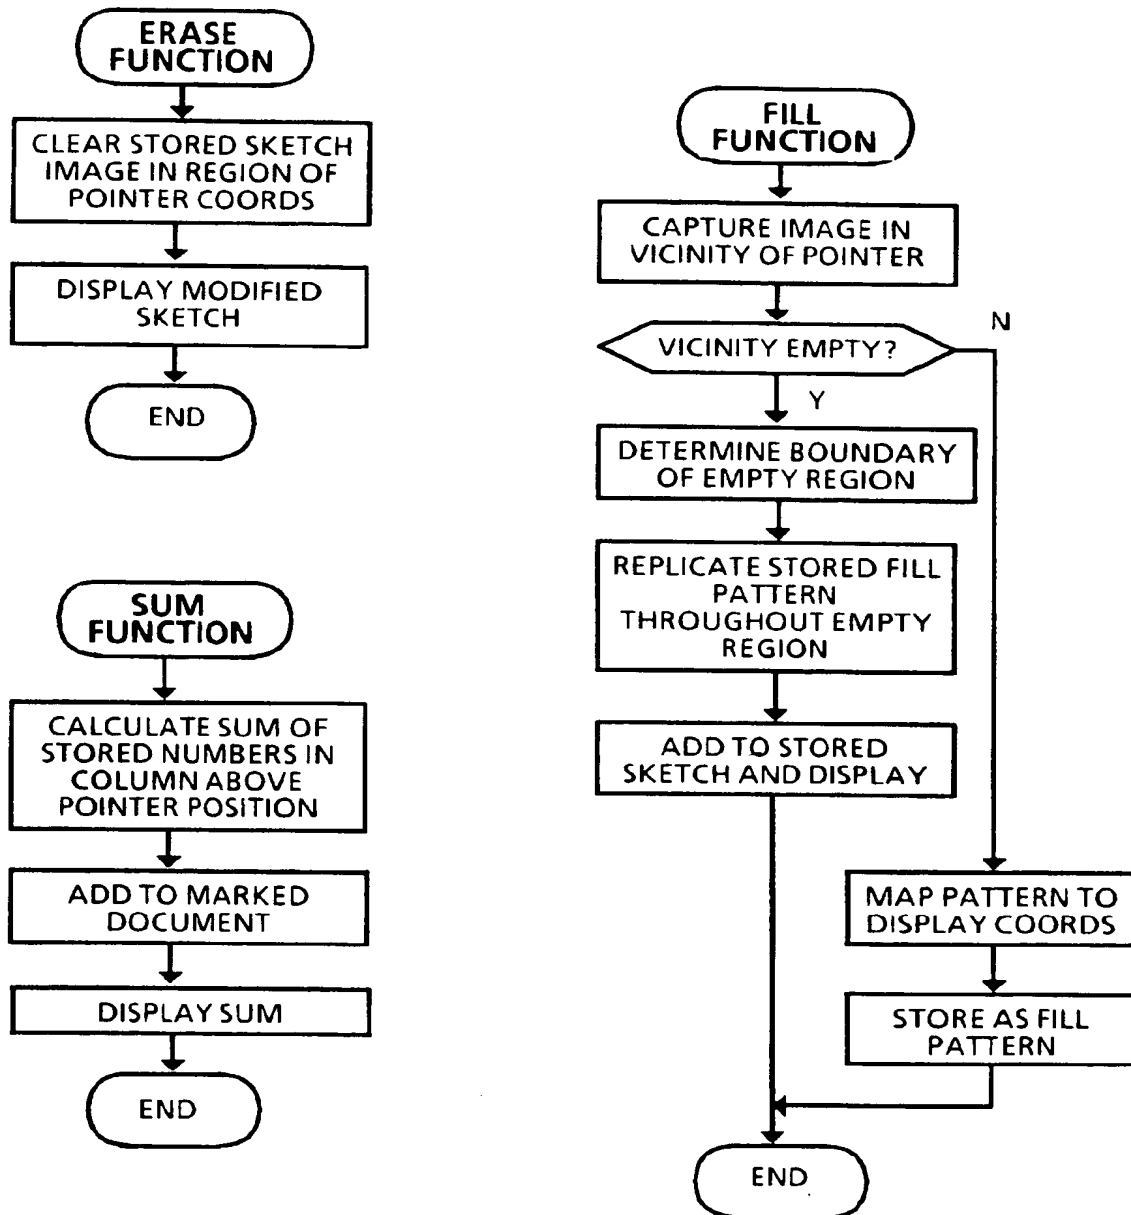 ERASE
FUNCTION
CLEAR STORED SKETCH
IMAGE IN REGION OF
POINTER COORDS
DISPLAY MODIFIED
SKETCH
END
SUM
FUNCTION
CALCULATE SUM OF
STORED NUMBERS IN
COLUMN ABOVE
POINTER POSITION
ADD TO MARKED
DOCUMENT
DISPLAY SUM
END
FILL
FUNCTION
CAPTURE IMAGE IN
VICINITY OF POINTER
VICINITY EMPTY?
N
Y
DETERMINE BOUNDARY
OF EMPTY REGION
REPLICATE STORED FILL
PATTERN
THROUGHOUT EMPTY
REGION
ADD TO STORED
SKETCH AND DISPLAY
MAP PATTERN TO
DISPLAY COORDS
STORE AS FILL
PATTERN
END